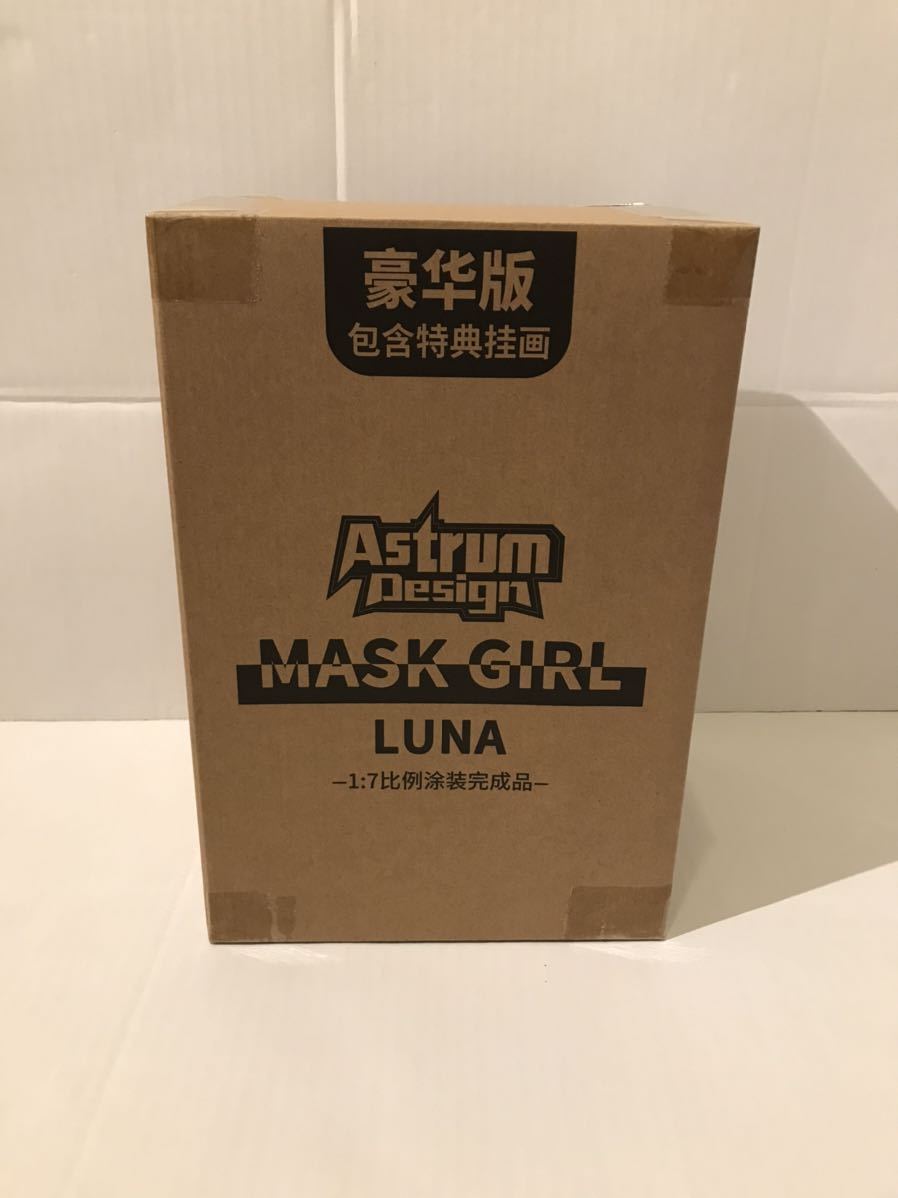 豪华版
包含特典挂画
Astrum
Design
MASK GIRL
LUNA
—1:7比例涂装完成品—